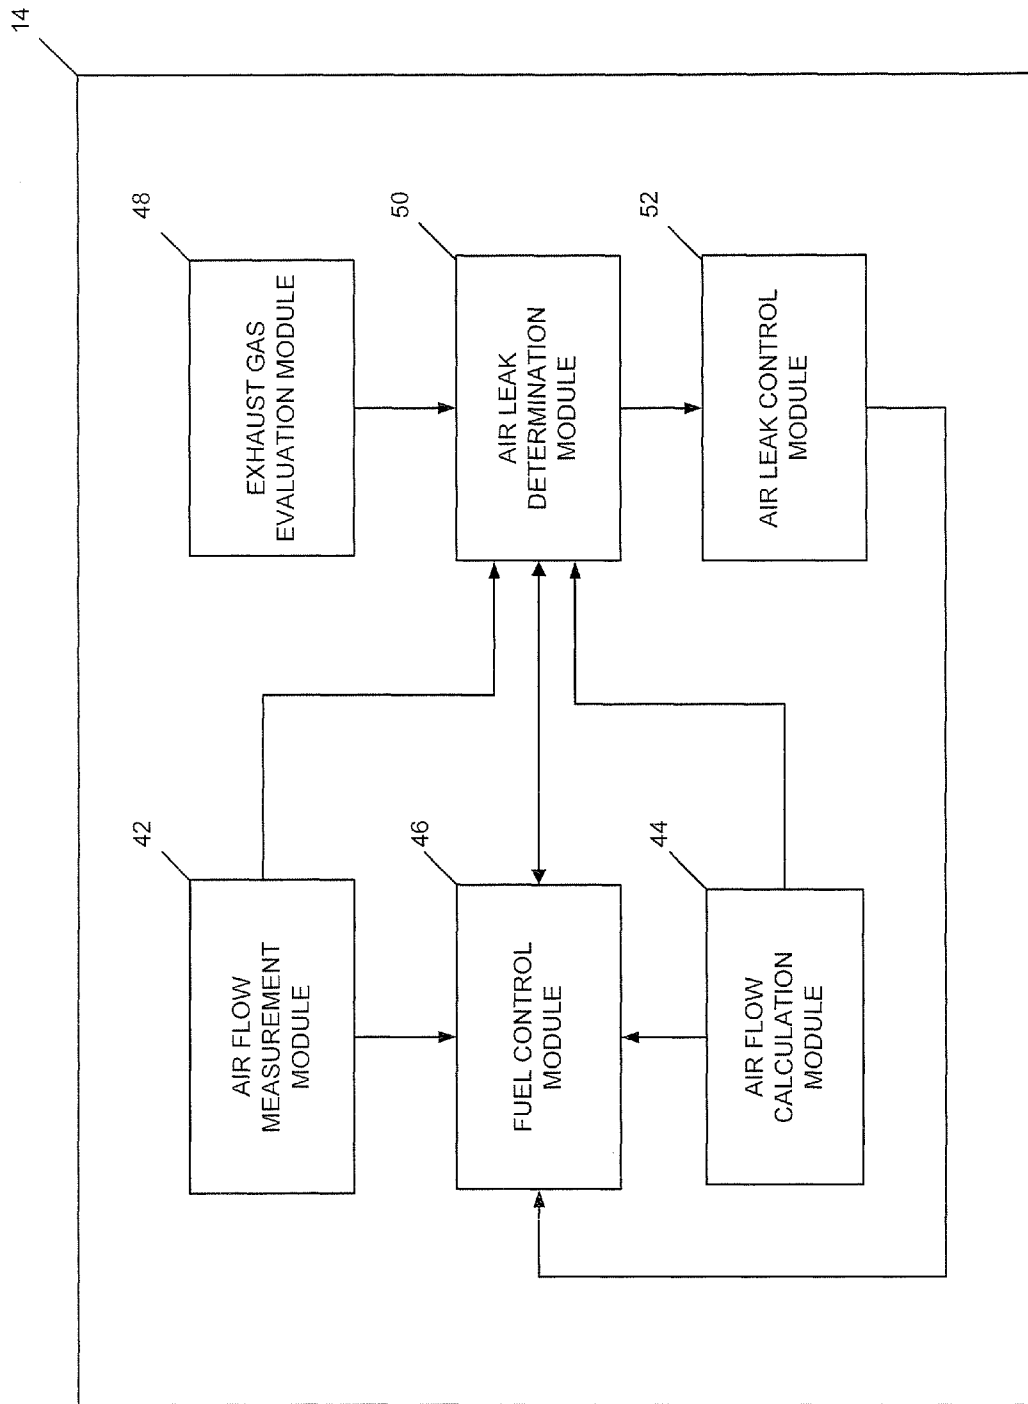 14
42
AIR FLOW
MEASUREMENT
MODULE
48
EXHAUST GAS
EVALUATION MODULE
46
FUEL CONTROL
MODULE
50
AIR LEAK
DETERMINATION
MODULE
44
AIR FLOW
CALCULATION
MODULE
52
AIR LEAK CONTROL
MODULE